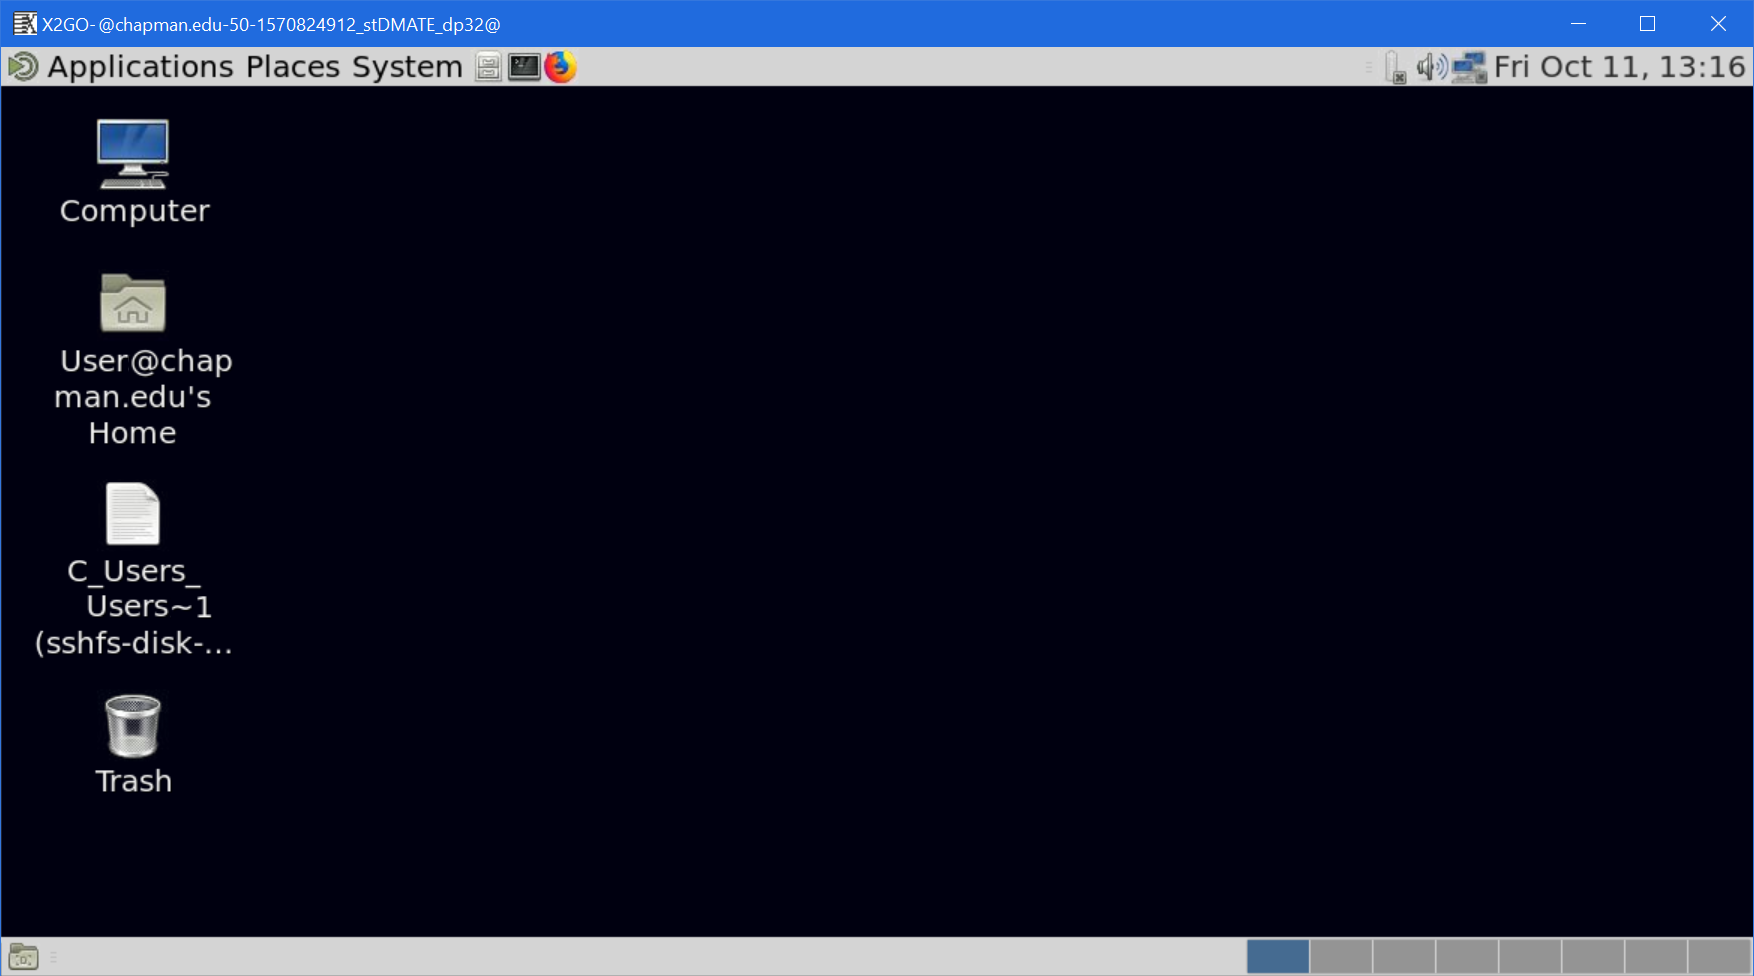 X2GO- @chapman.edu-50-1570824912_stDMATE_dp32@
Applications Places System
Fri Oct 11, 13:16
Computer
User@chap
man.edu's
Home
C_Users_
Users~1
(sshfs-disk-...
Trash